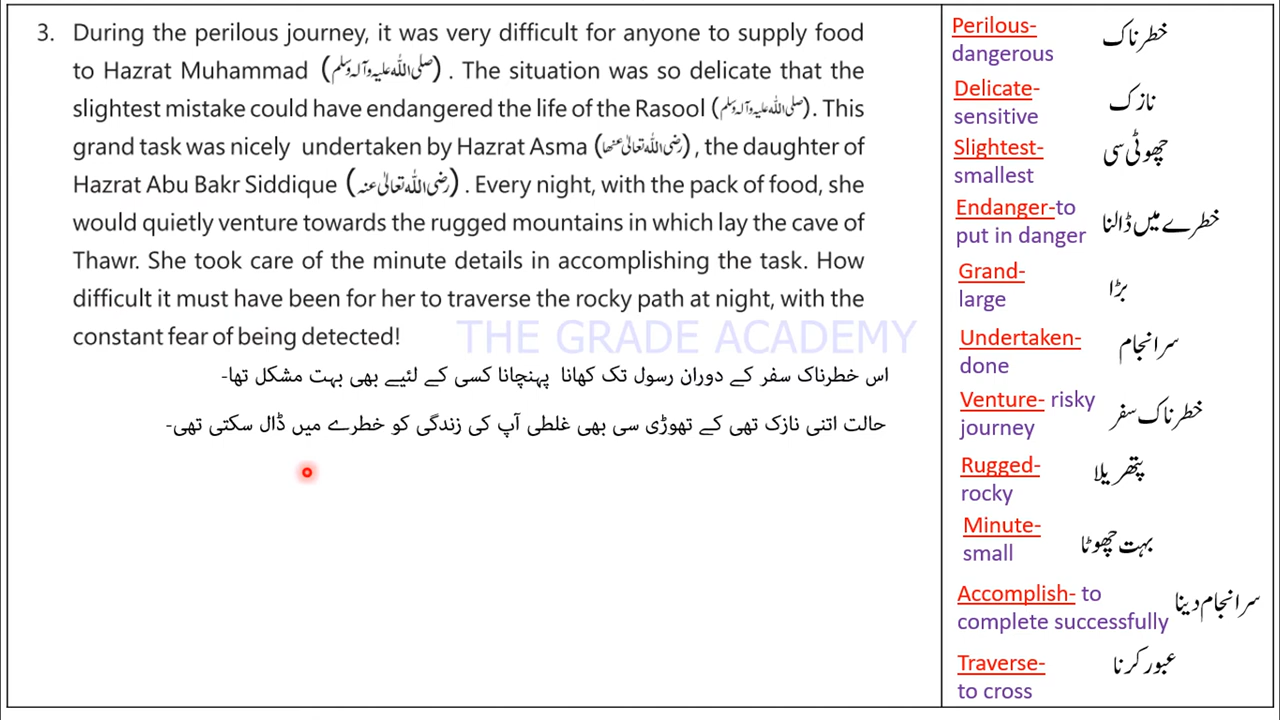 3. During the perilous journey, it was very difficult for anyone to supply food
to Hazrat Muhammad (صلی اللہ علیہ وآلہ وسلم) . The situation was so delicate that the
slightest mistake could have endangered the life of the Rasool (صلی اللہ علیہ وآلہ وسلم). This
grand task was nicely undertaken by Hazrat Asma (رضی اللہ تعالیٰ عنھا), the daughter of
Hazrat Abu Bakr Siddique (رضی اللہ تعالیٰ عنہ) . Every night, with the pack of food, she
would quietly venture towards the rugged mountains in which lay the cave of
Thawr. She took care of the minute details in accomplishing the task. How
difficult it must have been for her to traverse the rocky path at night, with the
constant fear of being detected!
THE GRADE ACADEMY
اس خطرناک سفر کے دوران رسول تک کھانا پہنچانا کسی کے لئیے بھی بہت مشکل تھا-
حالت اتنی نازک تھی کے تھوڑی سی بھی غلطی آپ کی زندگی کو خطرے میں ڈال سکتی تھی-
Perilous- خطرناک
dangerous
Delicate- نازک
sensitive
Slightest- چھوٹی سی
smallest
Endanger-to خطرے میں ڈالنا
put in danger
Grand- بڑا
large
Undertaken- سرانجام
done
Venture- risky خطرناک سفر
journey
Rugged- پتھریلا
rocky
Minute- بہت چھوٹا
small
Accomplish- to سرانجام دینا
complete successfully
Traverse- عبور کرنا
to cross